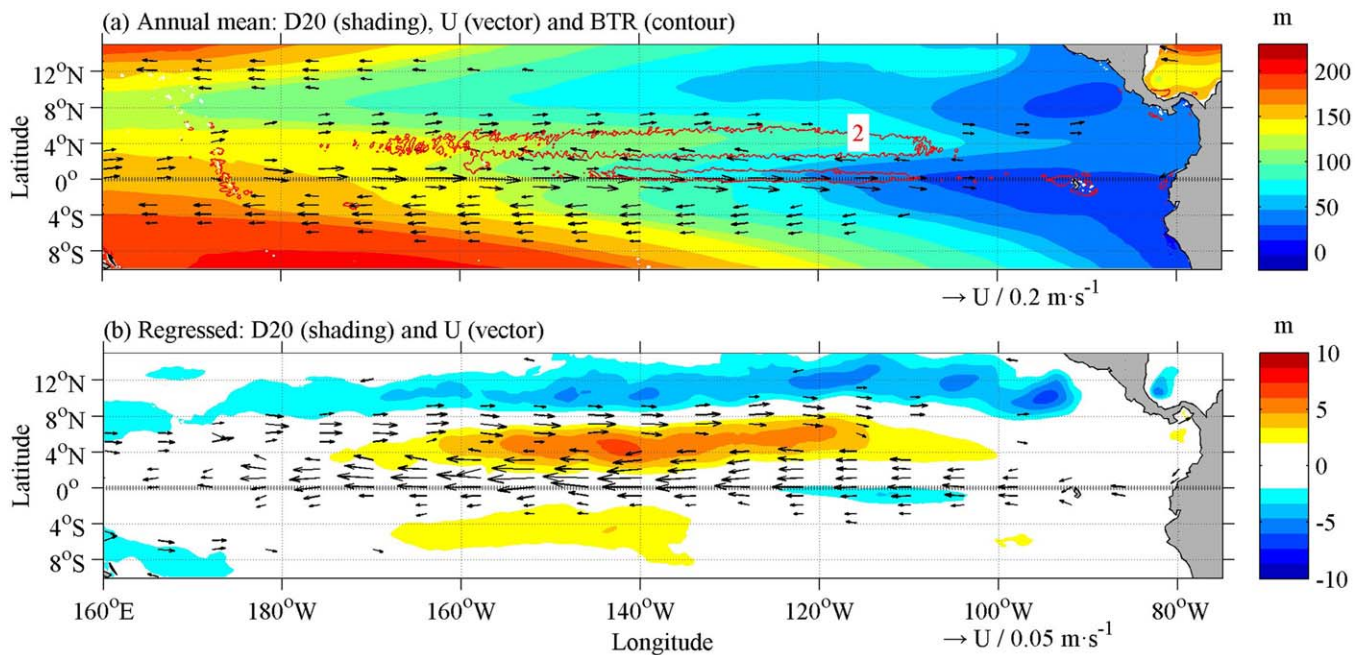 (a) Annual mean: D20 (shading), U (vector) and BTR (contour)
m
Latitude
12°N
8°N
4°N
0°
4°S
8°S
2
200
150
100
50
0
→ U / 0.2 m·s⁻¹
(b) Regressed: D20 (shading) and U (vector)
m
Latitude
12°N
8°N
4°N
0°
4°S
8°S
10
5
2
-2
-5
-10
160°E
180°W
160°W
140°W
120°W
100°W
80°W
Longitude
→ U / 0.05 m·s⁻¹